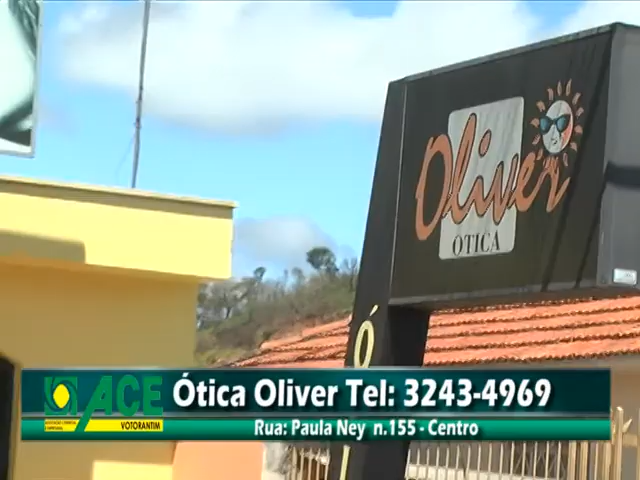 Oliver
ÓTICA
Ó
ACE
VOTORANTIM
Ótica Oliver Tel: 3243-4969
Rua: Paula Ney n.155 - Centro